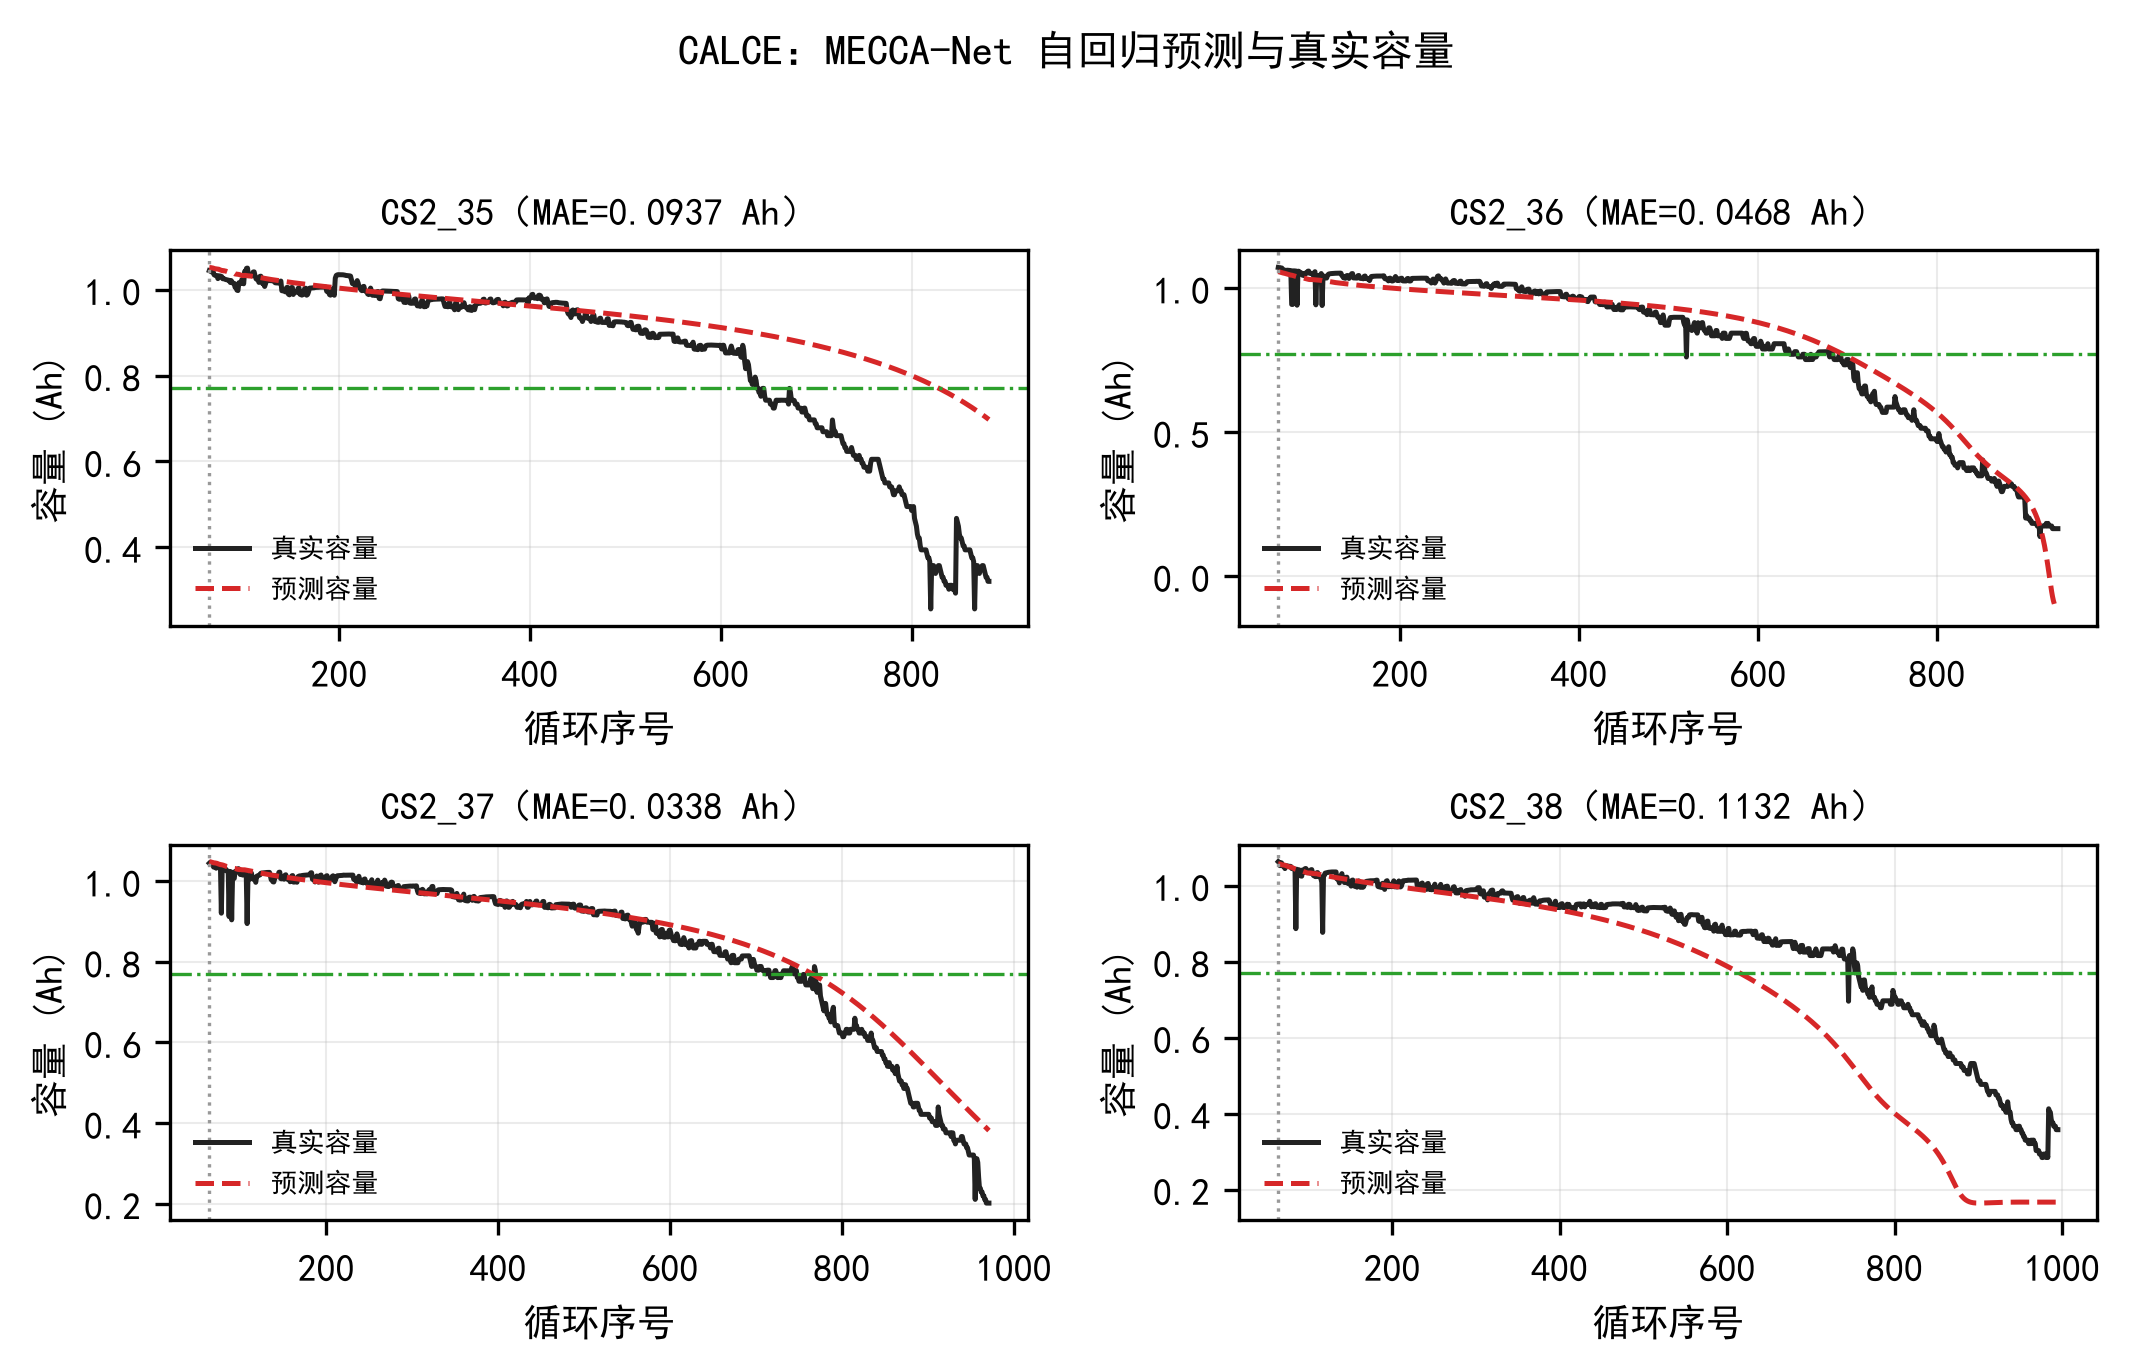 CALCE：MECCA-Net 自回归预测与真实容量
CS2_35（MAE=0.0937 Ah）
容量 (Ah)
1.0
0.8
0.6
0.4
真实容量
预测容量
200 400 600 800
循环序号
CS2_36（MAE=0.0468 Ah）
容量 (Ah)
1.0
0.5
0.0
真实容量
预测容量
200 400 600 800
循环序号
CS2_37（MAE=0.0338 Ah）
容量 (Ah)
1.0
0.8
0.6
0.4
0.2
真实容量
预测容量
200 400 600 800 1000
循环序号
CS2_38（MAE=0.1132 Ah）
容量 (Ah)
1.0
0.8
0.6
0.4
0.2
真实容量
预测容量
200 400 600 800 1000
循环序号